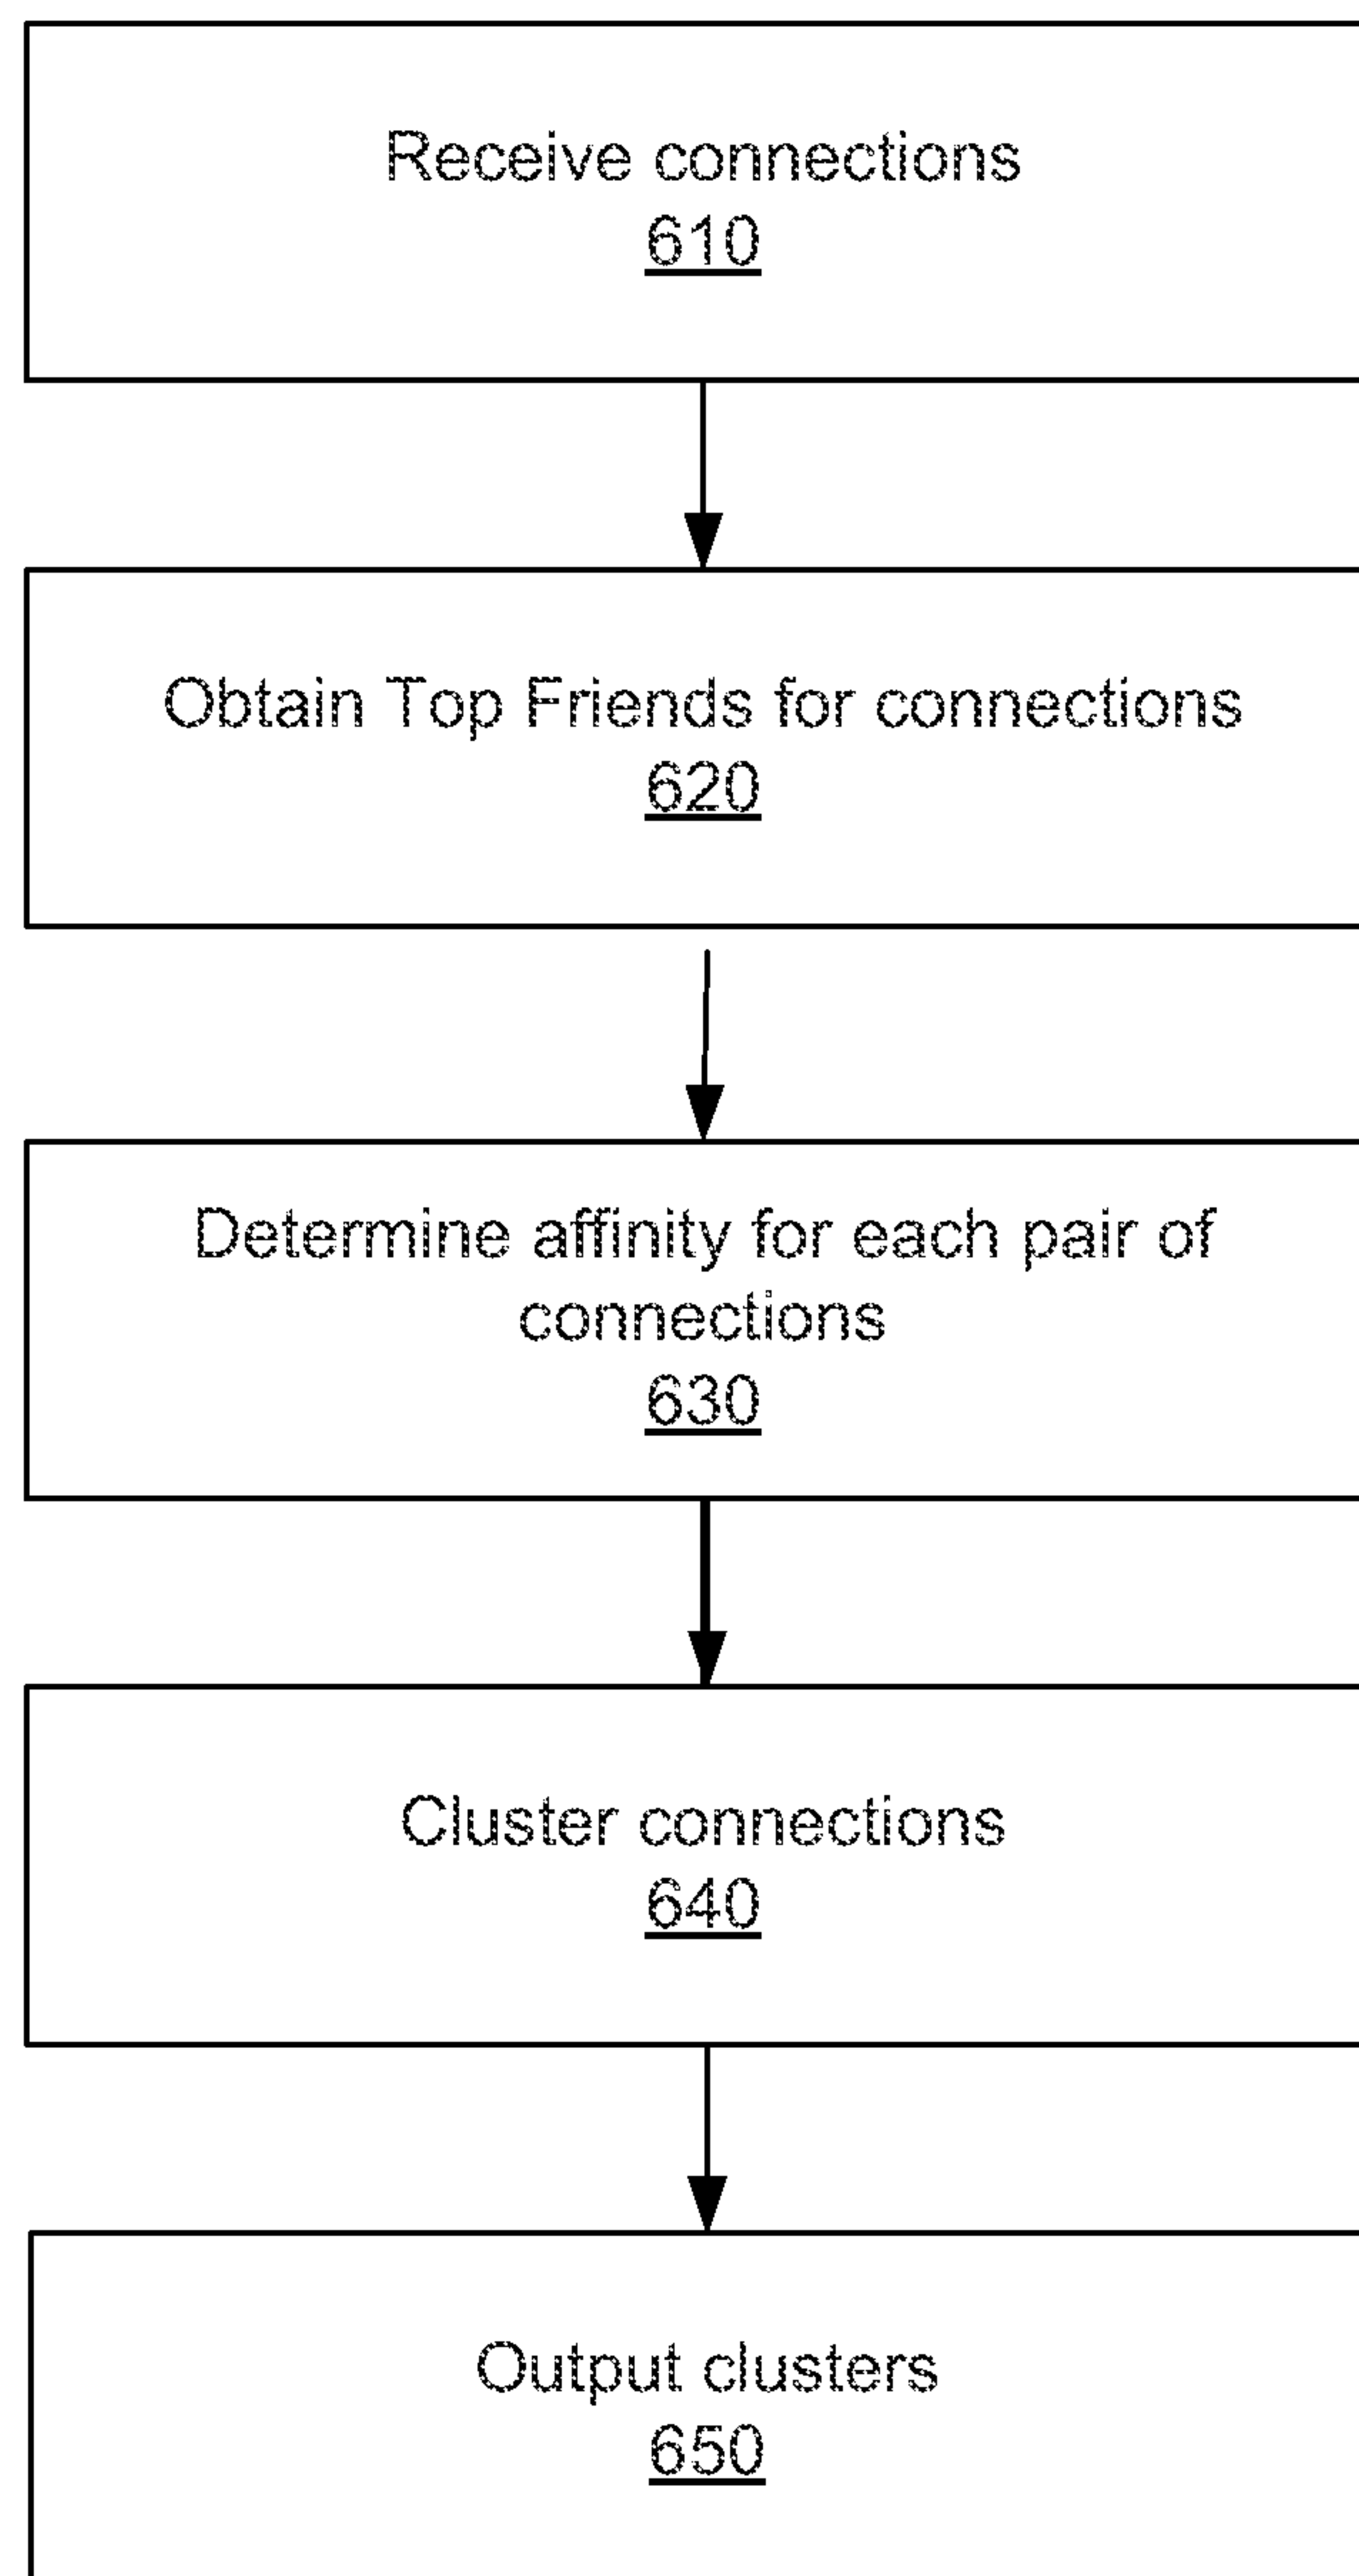 Receive connections
610
Obtain Top Friends for connections
620
Determine affinity for each pair of
connections
630
Cluster connections
640
Output clusters
650